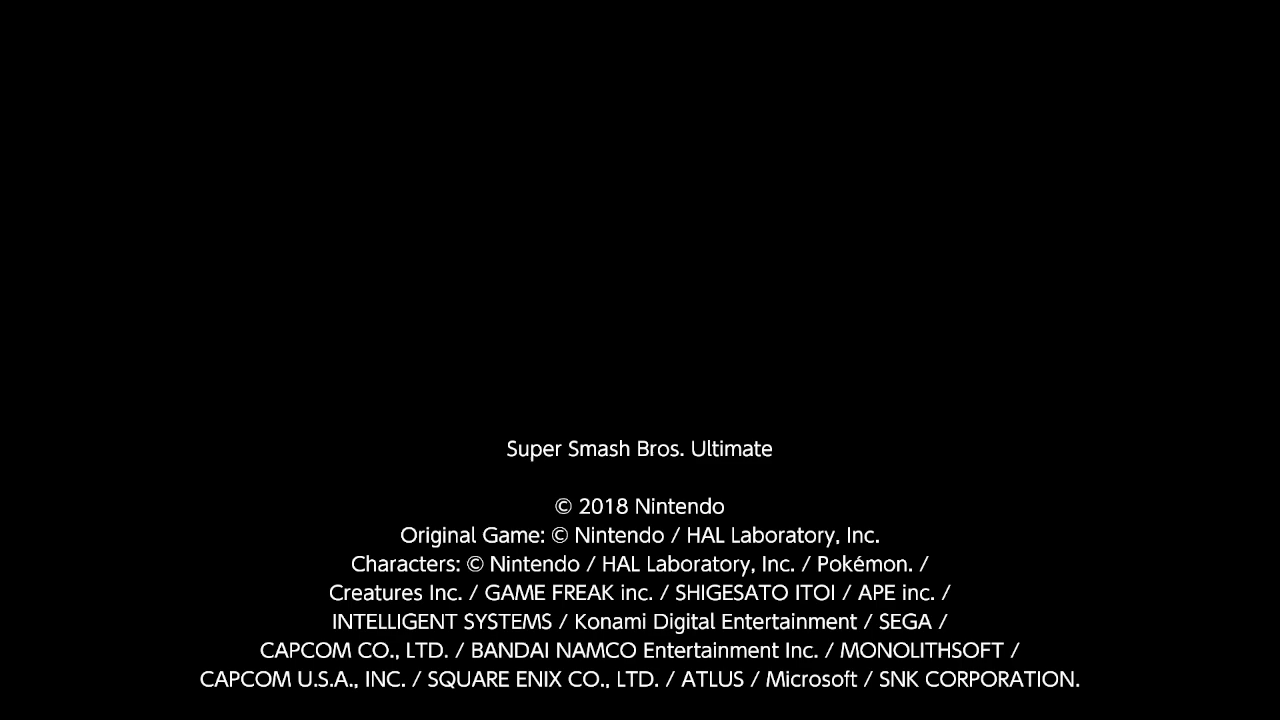 Super Smash Bros. Ultimate
© 2018 Nintendo
Original Game: © Nintendo / HAL Laboratory, Inc.
Characters: © Nintendo / HAL Laboratory, Inc. / Pokémon. /
Creatures Inc. / GAME FREAK inc. / SHIGESATO ITOI / APE inc. /
INTELLIGENT SYSTEMS / Konami Digital Entertainment / SEGA /
CAPCOM CO., LTD. / BANDAI NAMCO Entertainment Inc. / MONOLITHSOFT /
CAPCOM U.S.A., INC. / SQUARE ENIX CO., LTD. / ATLUS / Microsoft / SNK CORPORATION.